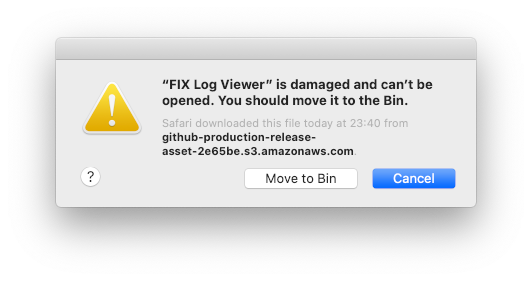 “FIX Log Viewer” is damaged and can’t be
opened. You should move it to the Bin.
Safari downloaded this file today at 23:40 from
github-production-release-
asset-2e65be.s3.amazonaws.com.
?
Move to Bin
Cancel